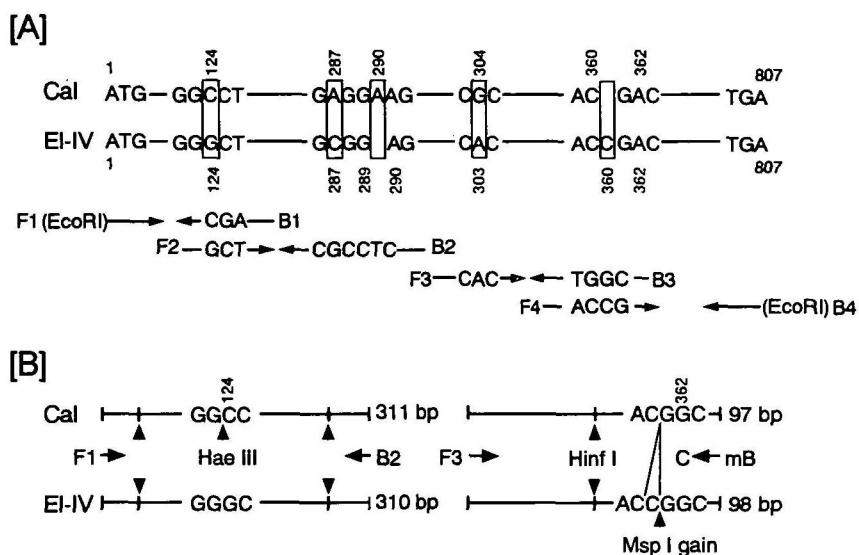 [A]
1 124 287 290 304 360 362 807
Cal ATG GGCCT GAGGAAG CGC AC GAC TGA
El-IV ATG GGGCT GCGG AG CAC ACCGAC TGA
1 124 287 289 290 303 360 362 807
F1 (EcoRI) CGA B1
F2 GCT CGCCTC B2
F3 CAC TGGC B3
F4 ACCG (EcoRI) B4
[B]
124 362
Cal GGCC 311 bp ACGGC 97 bp
F1 Hae III B2 F3 Hinf I C mB
El-IV GGGC 310 bp ACCGGC 98 bp
Msp I gain